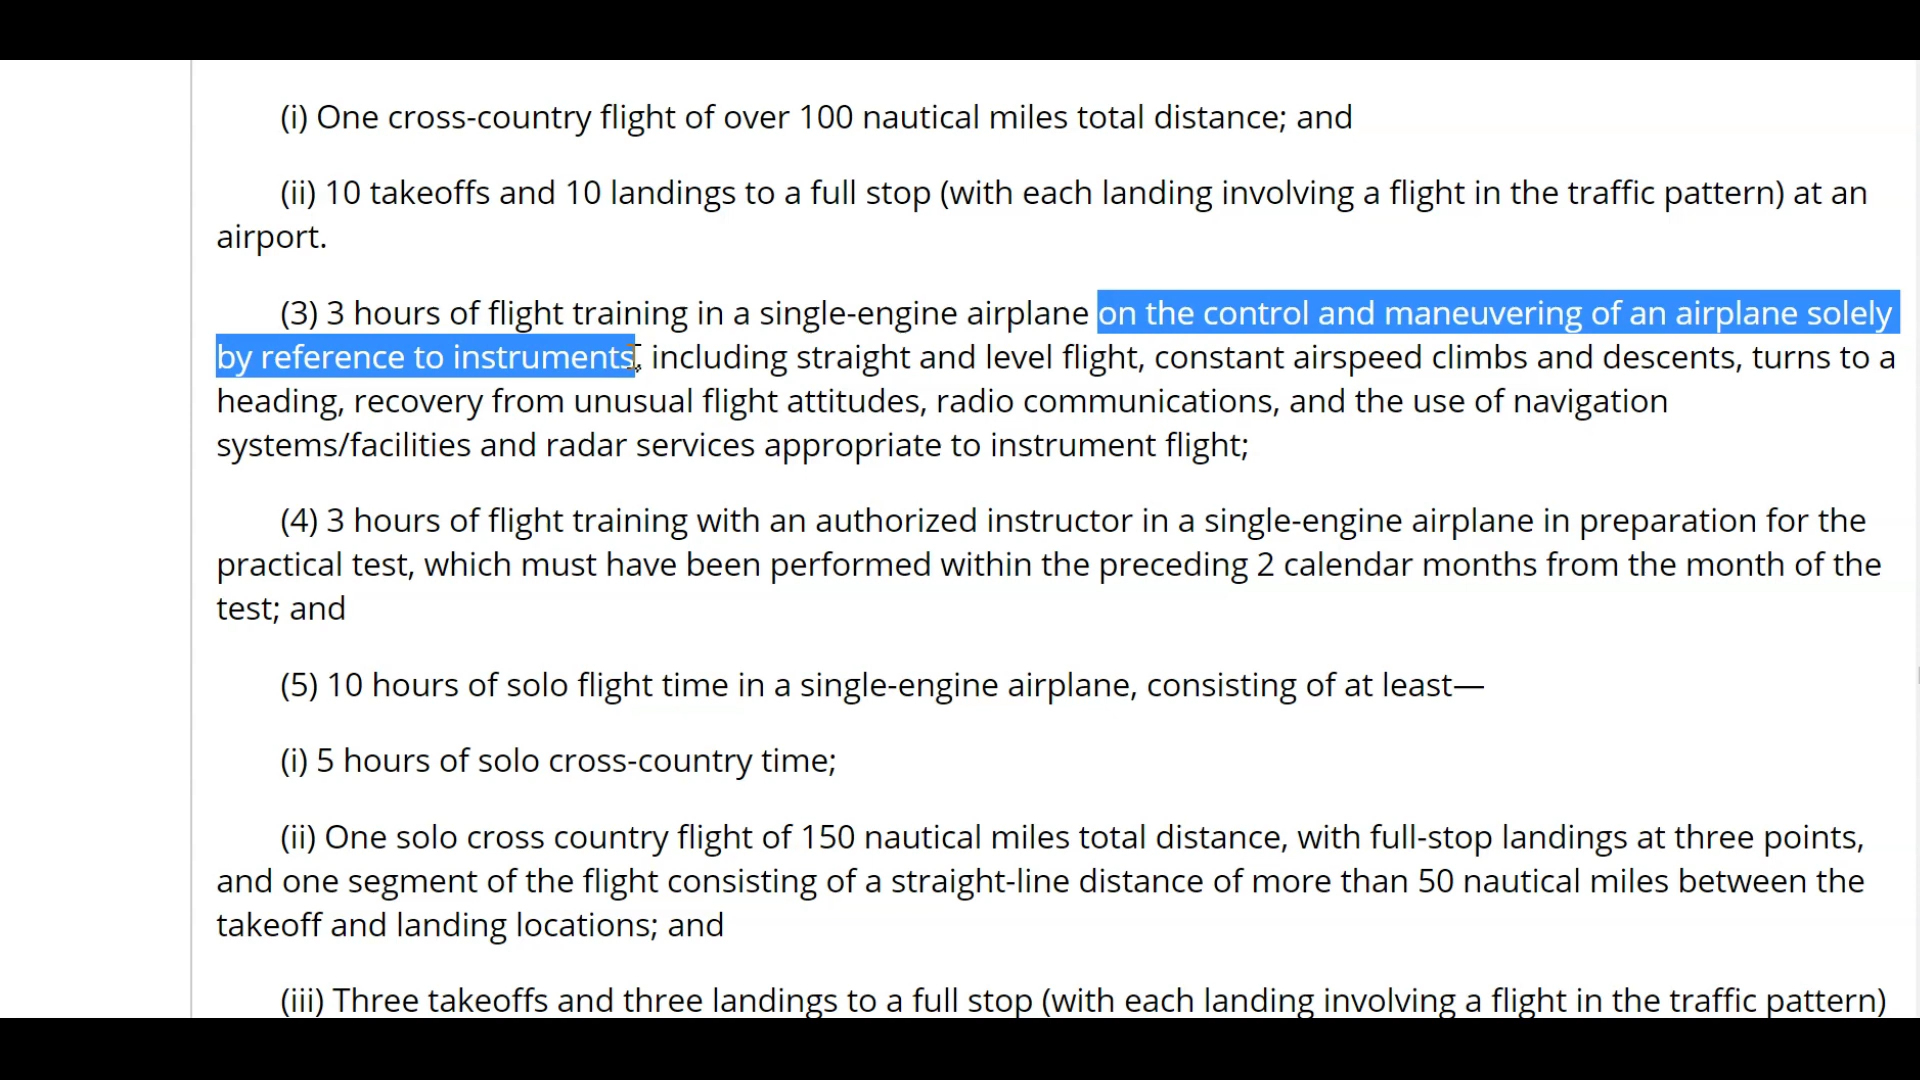 (i) One cross-country flight of over 100 nautical miles total distance; and
(ii) 10 takeoffs and 10 landings to a full stop (with each landing involving a flight in the traffic pattern) at an
airport.
(3) 3 hours of flight training in a single-engine airplane on the control and maneuvering of an airplane solely
by reference to instruments, including straight and level flight, constant airspeed climbs and descents, turns to a
heading, recovery from unusual flight attitudes, radio communications, and the use of navigation
systems/facilities and radar services appropriate to instrument flight;
(4) 3 hours of flight training with an authorized instructor in a single-engine airplane in preparation for the
practical test, which must have been performed within the preceding 2 calendar months from the month of the
test; and
(5) 10 hours of solo flight time in a single-engine airplane, consisting of at least—
(i) 5 hours of solo cross-country time;
(ii) One solo cross country flight of 150 nautical miles total distance, with full-stop landings at three points,
and one segment of the flight consisting of a straight-line distance of more than 50 nautical miles between the
takeoff and landing locations; and
(iii) Three takeoffs and three landings to a full stop (with each landing involving a flight in the traffic pattern)